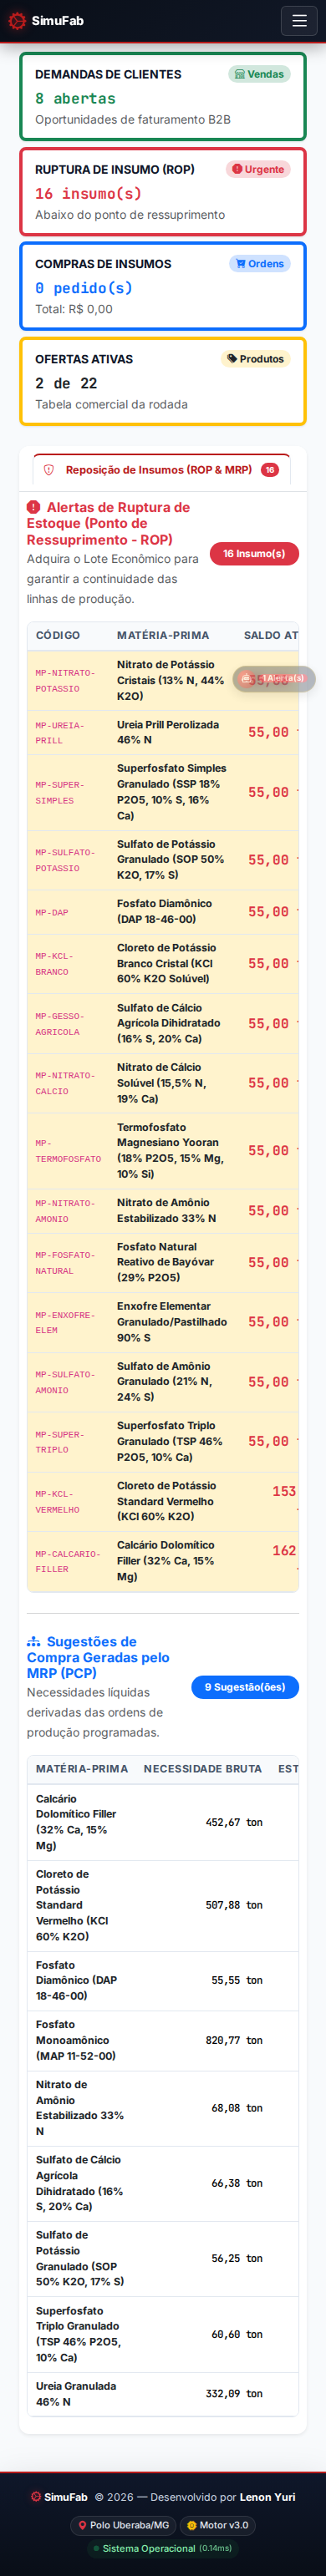 SimuFab
DEMANDAS DE CLIENTES
Vendas
8 abertas
Oportunidades de faturamento B2B
RUPTURA DE INSUMO (ROP)
Urgente
16 insumo(s)
Abaixo do ponto de ressuprimento
COMPRAS DE INSUMOS
Ordens
0 pedido(s)
Total: R$ 0,00
OFERTAS ATIVAS
Produtos
2 de 22
Tabela comercial da rodada
Reposição de Insumos (ROP & MRP) 16
Alertas de Ruptura de
Estoque (Ponto de
Ressuprimento - ROP)
16 Insumo(s)
Adquira o Lote Econômico para
garantir a continuidade das
linhas de produção.
CÓDIGO MATÉRIA-PRIMA SALDO AT
MP-NITRATO-
POTASSIO
Nitrato de Potássio
Cristais (13% N, 44%
K2O)
Alerta(s)
MP-UREIA-
PRILL
Ureia Prill Perolizada
46% N
55,00
MP-SUPER-
SIMPLES
Superfosfato Simples
Granulado (SSP 18%
P2O5, 10% S, 16%
Ca)
55,00
MP-SULFATO-
POTASSIO
Sulfato de Potássio
Granulado (SOP 50%
K2O, 17% S)
55,00
MP-DAP
Fosfato Diamônico
(DAP 18-46-00)
55,00
MP-KCL-
BRANCO
Cloreto de Potássio
Branco Cristal (KCl
60% K2O Solúvel)
55,00
MP-GESSO-
AGRICOLA
Sulfato de Cálcio
Agrícola Dihidratado
(16% S, 20% Ca)
55,00
MP-NITRATO-
CALCIO
Nitrato de Cálcio
Solúvel (15,5% N,
19% Ca)
55,00
MP-
TERMOFOSFATO
Termofosfato
Magnesiano Yooran
(18% P2O5, 15% Mg,
10% Si)
55,00
MP-NITRATO-
AMONIO
Nitrato de Amônio
Estabilizado 33% N
55,00
MP-FOSFATO-
NATURAL
Fosfato Natural
Reativo de Bayóvar
(29% P2O5)
55,00
MP-ENXOFRE-
ELEM
Enxofre Elementar
Granulado/Pastilhado
90% S
55,00
MP-SULFATO-
AMONIO
Sulfato de Amônio
Granulado (21% N,
24% S)
55,00
MP-SUPER-
TRIPLO
Superfosfato Triplo
Granulado (TSP 46%
P2O5, 10% Ca)
55,00
MP-KCL-
VERMELHO
Cloreto de Potássio
Standard Vermelho
(KCl 60% K2O)
153
MP-CALCARIO-
FILLER
Calcário Dolomítico
Filler (32% Ca, 15%
Mg)
162
Sugestões de
Compra Geradas pelo
MRP (PCP)
9 Sugestão(ões)
Necessidades líquidas
derivadas das ordens de
produção programadas.
MATÉRIA-PRIMA NECESSIDADE BRUTA EST
Calcário
Dolomítico Filler
(32% Ca, 15%
Mg)
452,67 ton
Cloreto de
Potássio
Standard
Vermelho (KCl
60% K2O)
507,88 ton
Fosfato
Diamônico (DAP
18-46-00)
55,55 ton
Fosfato
Monoamônico
(MAP 11-52-00)
820,77 ton
Nitrato de
Amônio
Estabilizado 33%
N
68,08 ton
Sulfato de Cálcio
Agrícola
Dihidratado (16%
S, 20% Ca)
66,38 ton
Sulfato de
Potássio
Granulado (SOP
50% K2O, 17% S)
56,25 ton
Superfosfato
Triplo Granulado
(TSP 46% P2O5,
10% Ca)
60,60 ton
Ureia Granulada
46% N
332,09 ton
SimuFab © 2026 — Desenvolvido por Lenon Yuri
Polo Uberaba/MG Motor v3.0
Sistema Operacional (0.14ms)